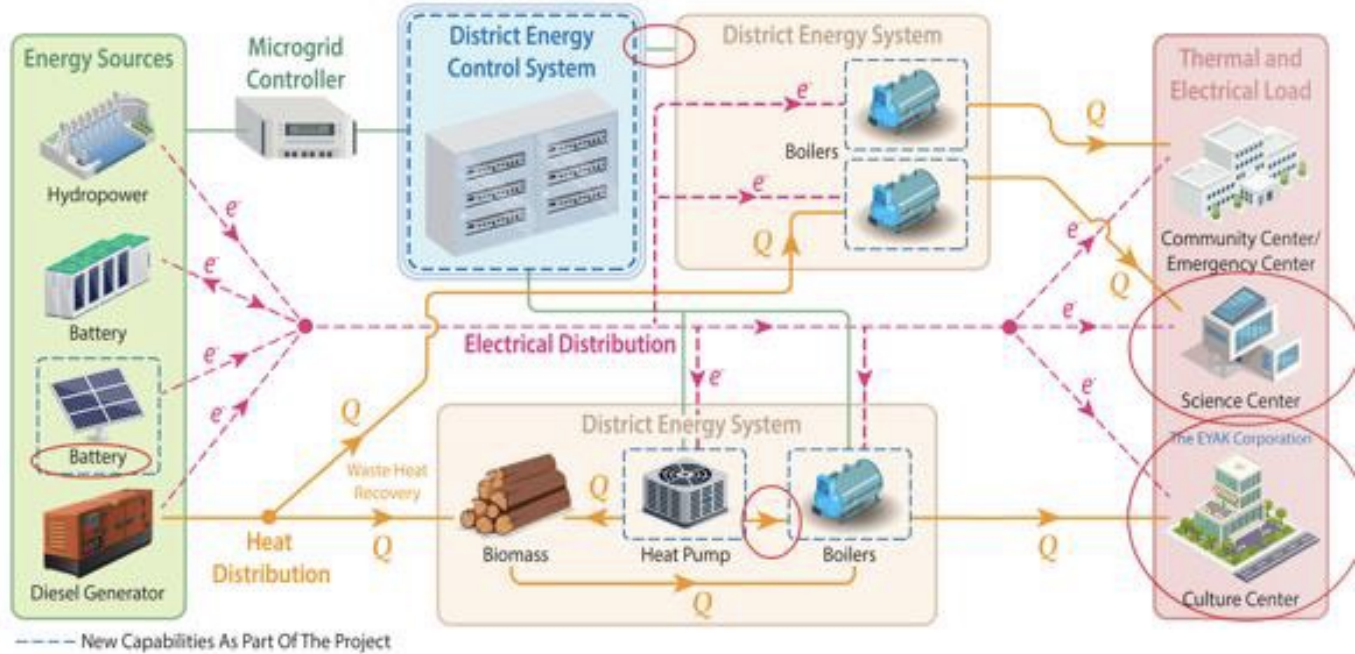 Energy Sources
Hydropower
Battery
Battery
Diesel Generator
Microgrid
Controller
District Energy
Control System
District Energy System
Boilers
Thermal and
Electrical Load
Community Center/
Emergency Center
Science Center
The EYAK Corporation
Culture Center
e-
e-
e-
e-
e-
e-
e-
e-
e-
e-
Q
Q
Q
Q
Electrical Distribution
District Energy System
Waste Heat
Recovery
Q
Q
Q
Q
Biomass
Heat Pump
Boilers
Heat
Distribution
---- New Capabilities As Part Of The Project